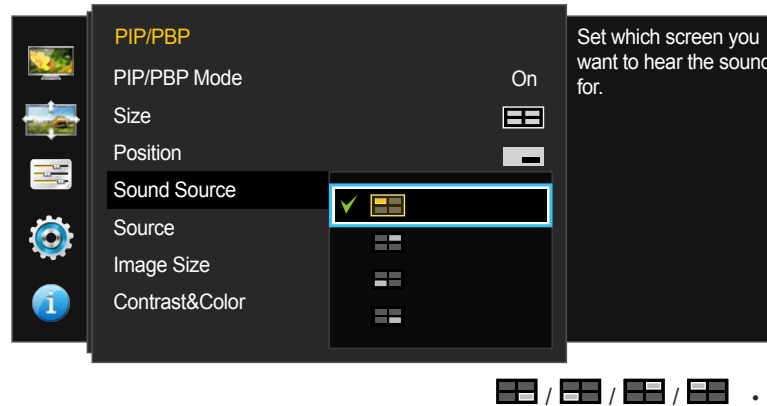 PIP/PBP
PIP/PBP Mode On
Size
Position
Sound Source
Source
Image Size
Contrast&Color
Set which screen you
want to hear the sound
for.
/ / / •